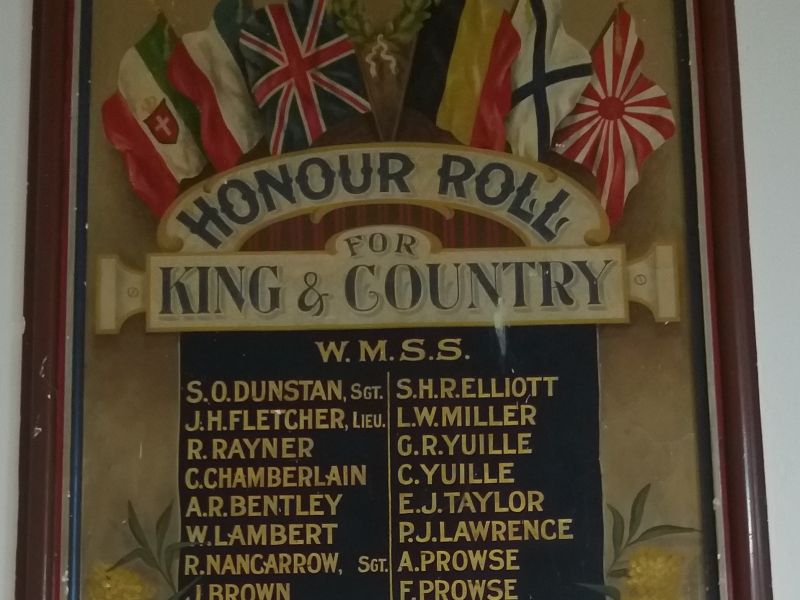 HONOUR ROLL
FOR
KING & COUNTRY
W.M.S.S.
S.O.DUNSTAN, SGT.
J.H.FLETCHER, LIEU.
R.RAYNER
C.CHAMBERLAIN
A.R.BENTLEY
W.LAMBERT
R.NANCARROW, SGT.
J.BROWN
S.H.R.ELLIOTT
L.W.MILLER
G.R.YUILLE
C.YUILLE
E.J.TAYLOR
P.J.LAWRENCE
A.PROWSE
F.PROWSE